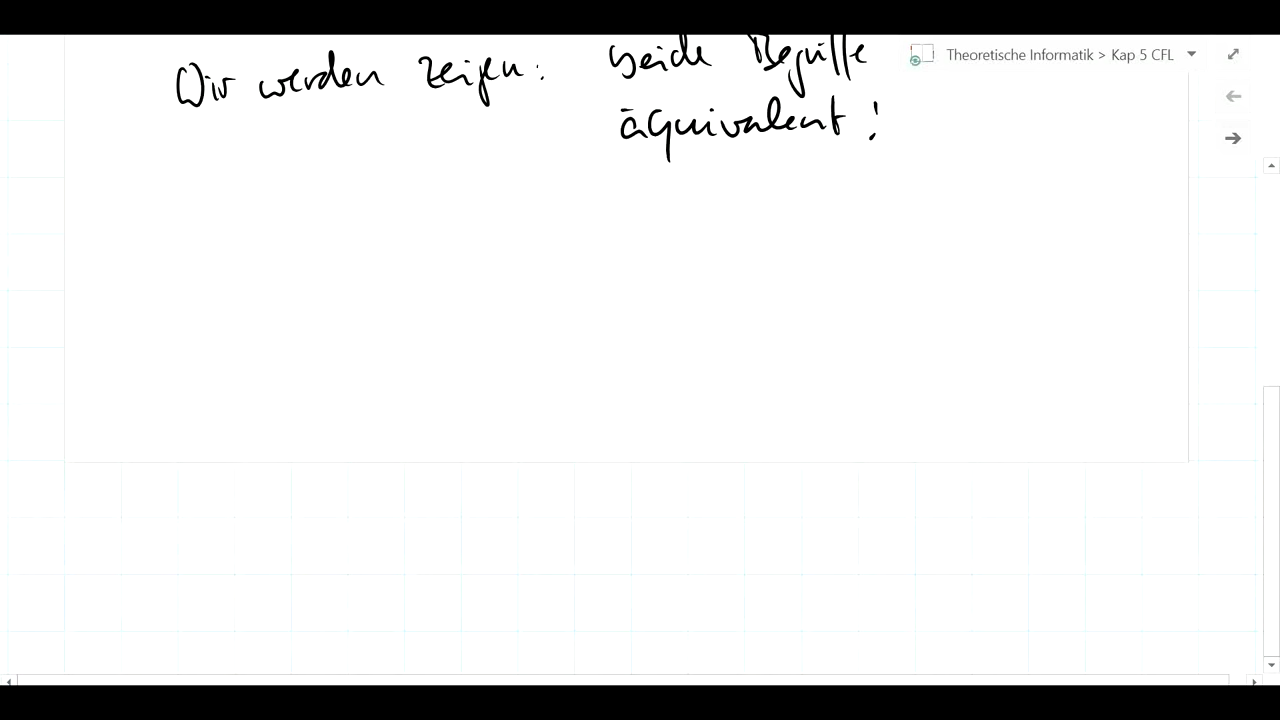 Wir werden zeigen: beide Begriffe
äquivalent!
Theoretische Informatik > Kap 5 CFL